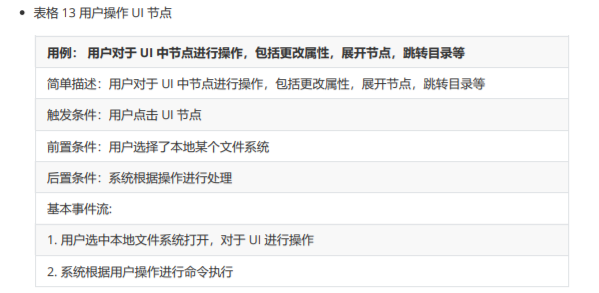 表格 13 用户操作 UI 节点
用例： 用户对于 UI 中节点进行操作，包括更改属性，展开节点，跳转目录等
简单描述：用户对于 UI 中节点进行操作，包括更改属性，展开节点，跳转目录等
触发条件：用户点击 UI 节点
前置条件：用户选择了本地某个文件系统
后置条件：系统根据操作进行处理
基本事件流:
1. 用户选中本地文件系统打开，对于 UI 进行操作
2. 系统根据用户操作进行命令执行